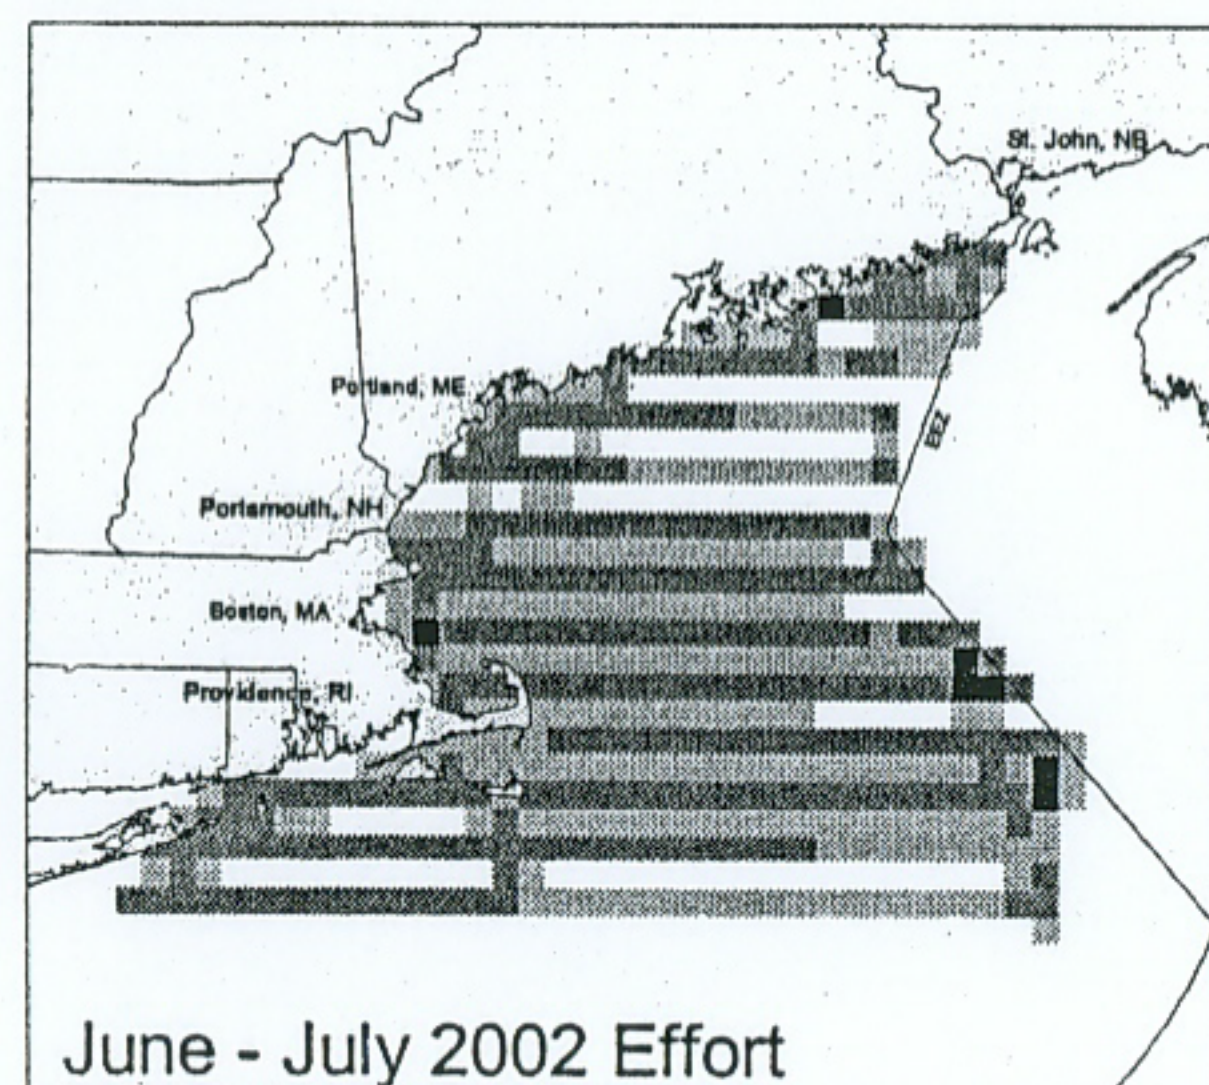 St. John, NB
Portland, ME
EEZ
Portsmouth, NH
Boston, MA
Providence, RI
June - July 2002 Effort